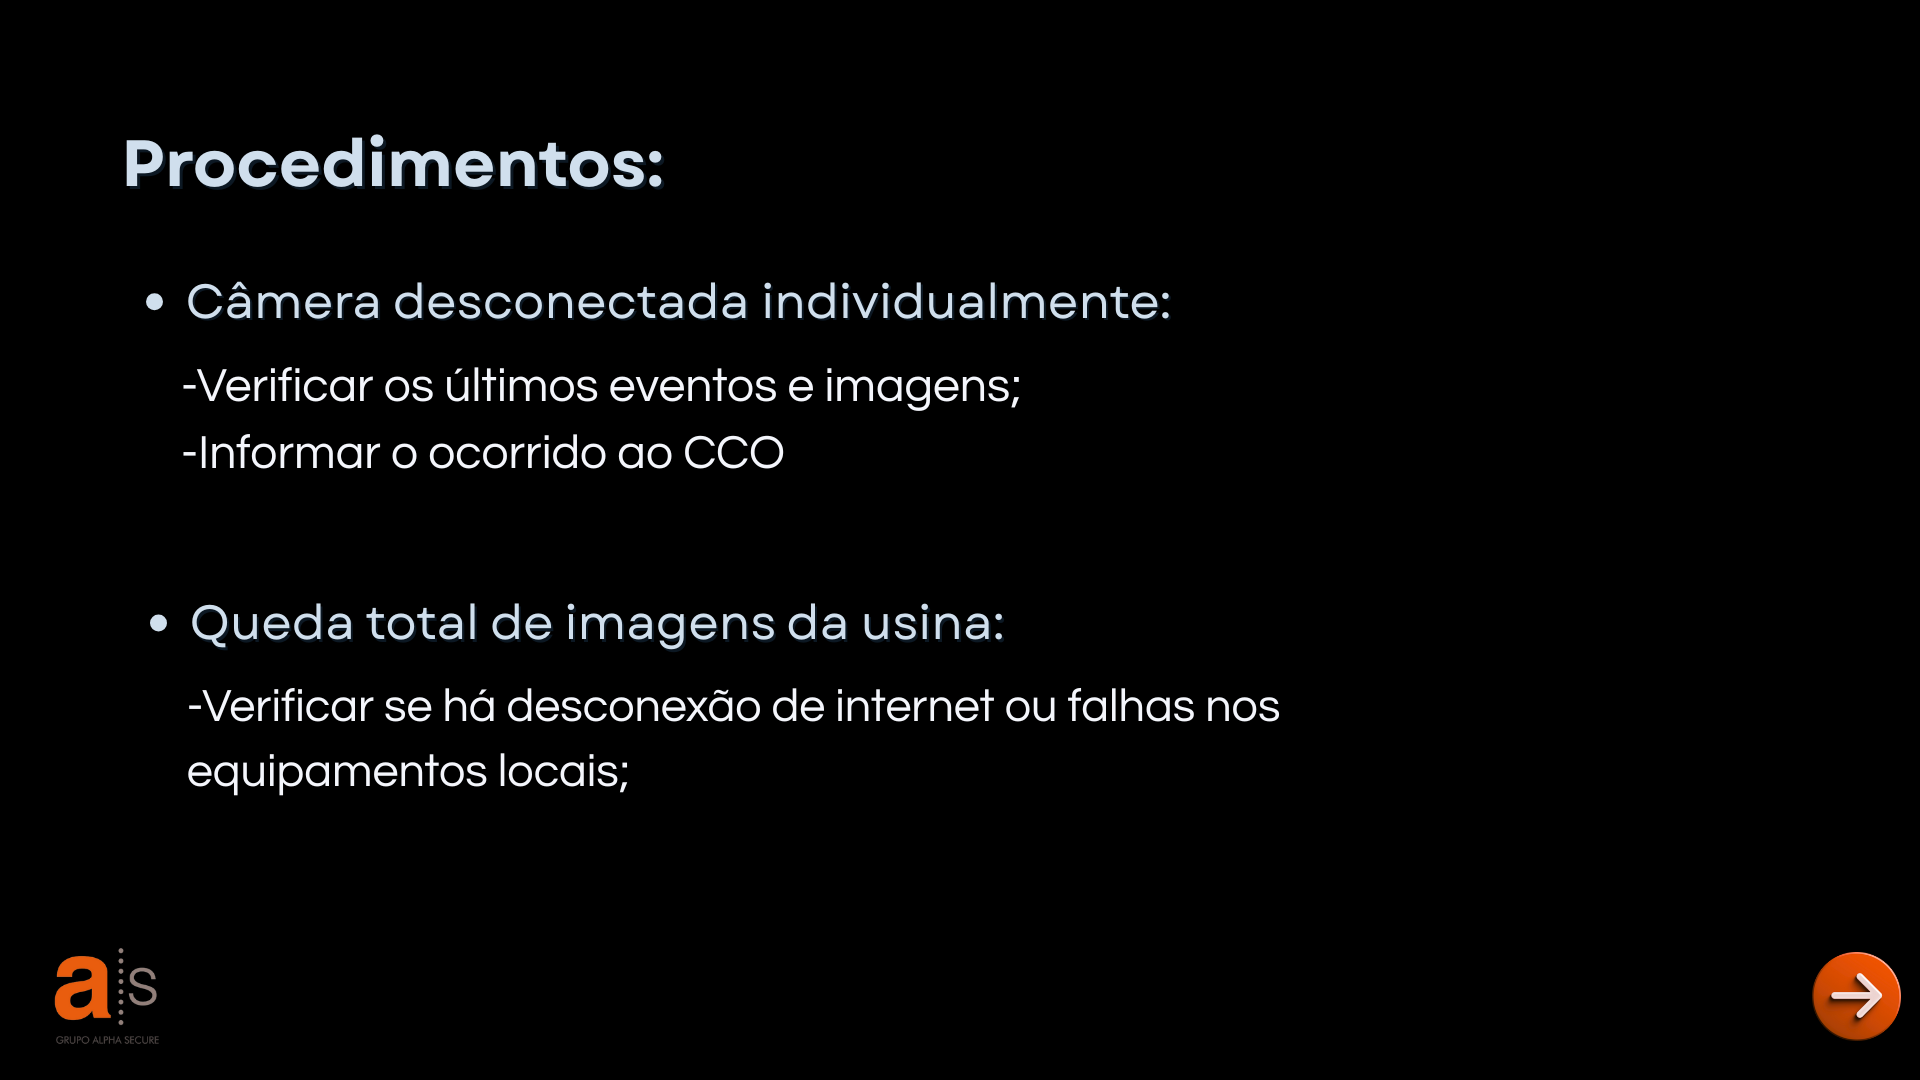 Procedimentos:
• Câmera desconectada individualmente:
-Verificar os últimos eventos e imagens;
-Informar o ocorrido ao CCO
• Queda total de imagens da usina:
-Verificar se há desconexão de internet ou falhas nos
equipamentos locais;
a s
GRUPO ALPHA SECURE